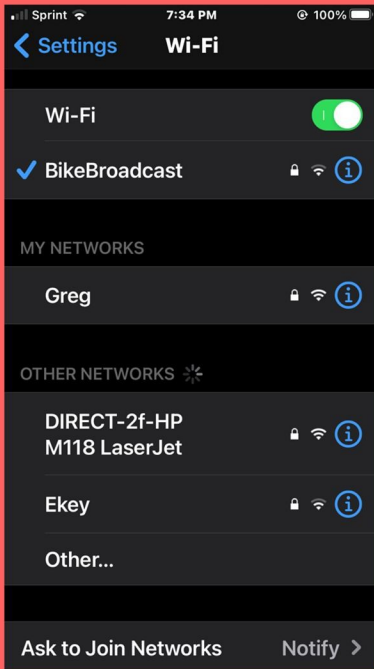 Sprint 7:34 PM 100%
Settings Wi-Fi
Wi-Fi
BikeBroadcast
MY NETWORKS
Greg
OTHER NETWORKS
DIRECT-2f-HP
M118 LaserJet
Ekey
Other...
Ask to Join Networks Notify